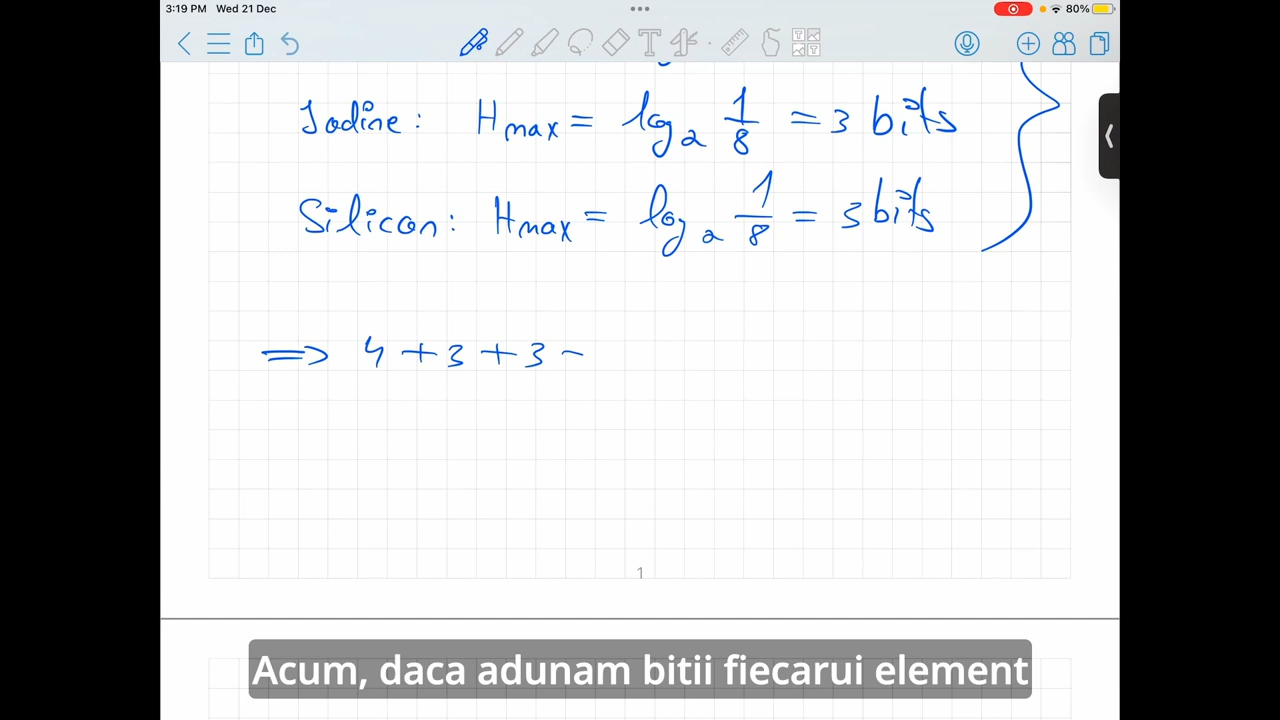 3:19 PM Wed 21 Dec
80%
Iodine: Hmax = log2 1/8 = 3 bits
Silicon: Hmax = log2 1/8 = 3 bits
=> 4 + 3 + 3 -
1
Acum, daca adunam bitii fiecarui element